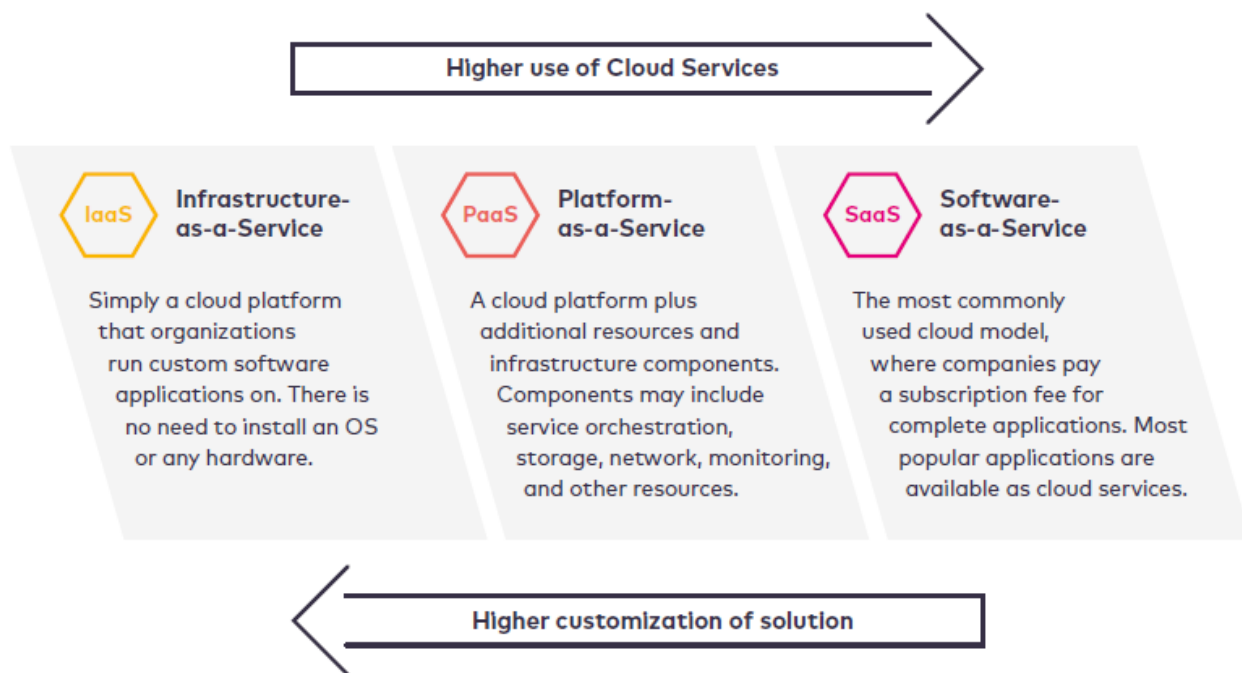 Higher use of Cloud Services
IaaS
Infrastructure-
as-a-Service
Simply a cloud platform
that organizations
run custom software
applications on. There is
no need to install an OS
or any hardware.
PaaS
Platform-
as-a-Service
A cloud platform plus
additional resources and
infrastructure components.
Components may include
service orchestration,
storage, network, monitoring,
and other resources.
SaaS
Software-
as-a-Service
The most commonly
used cloud model,
where companies pay
a subscription fee for
complete applications. Most
popular applications are
available as cloud services.
Higher customization of solution